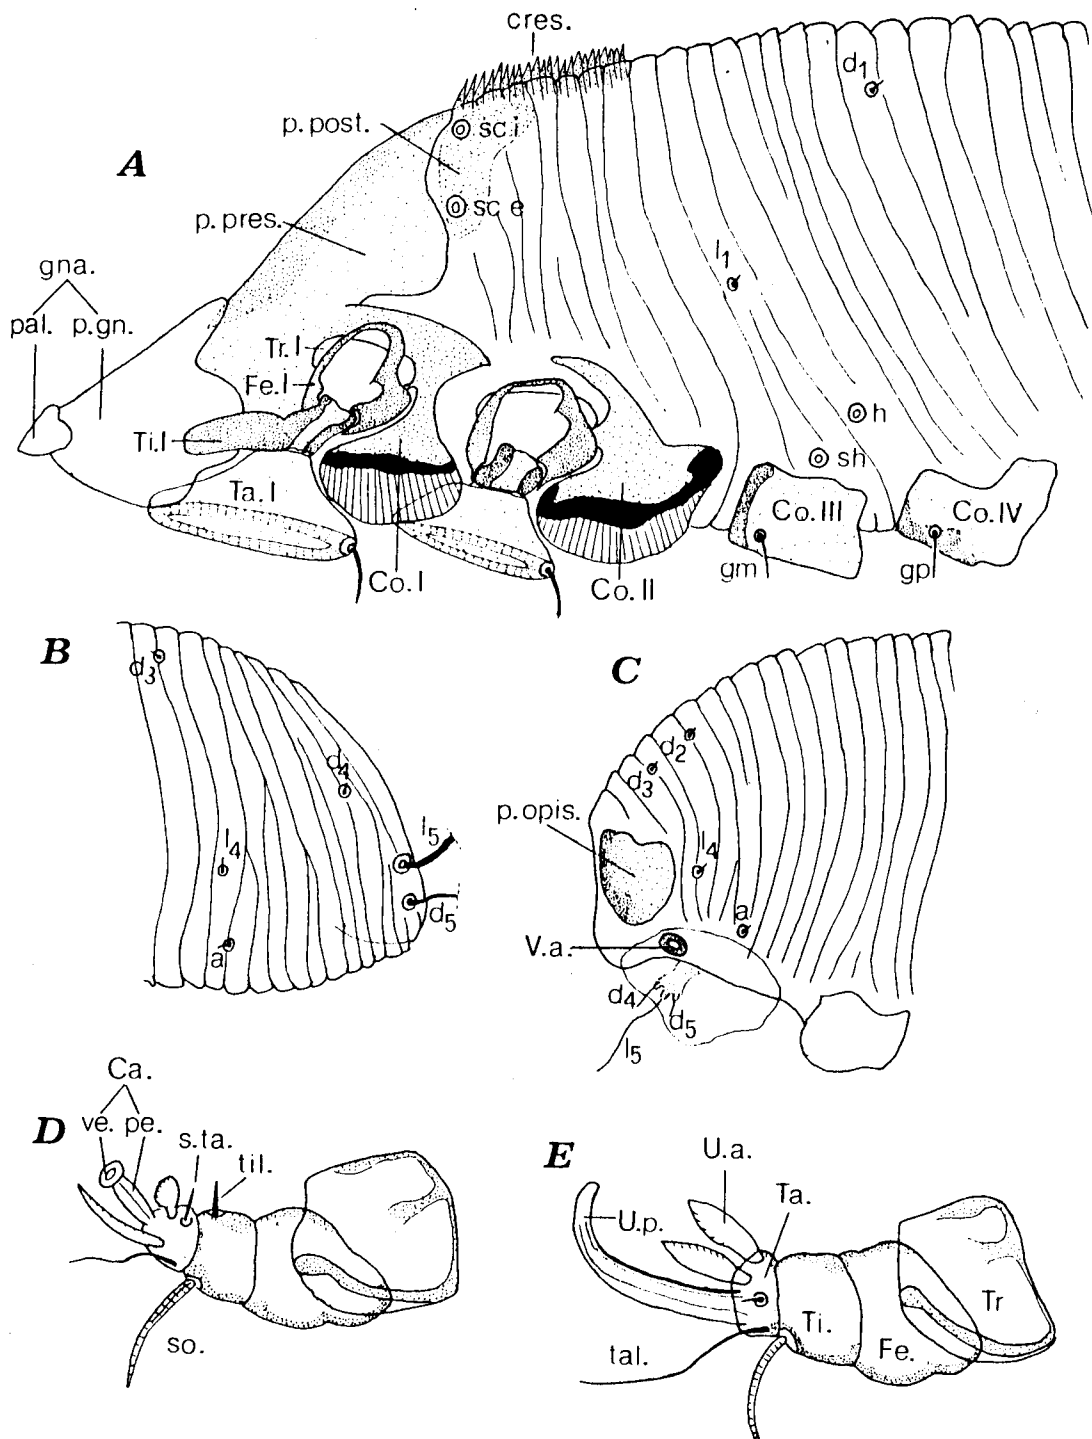 cres.
d1
p. post.
sc i
A
sc e
p. pres.
gna.
l1
pal. p.gn.
Tr. I
Fe. I
h
Ti. I
sh
Ta. I
Co. III
Co. IV
Co. I
Co. II
gm
gp
B
d3
d4
l4
l5
a
d5
C
d2
d3
p. opis.
l4
a
V.a.
d4
d5
l5
Ca.
D
ve. pe.
s.ta.
til.
so.
E
U.a.
U.p.
Ta.
Ti.
Fe.
Tr
tal.